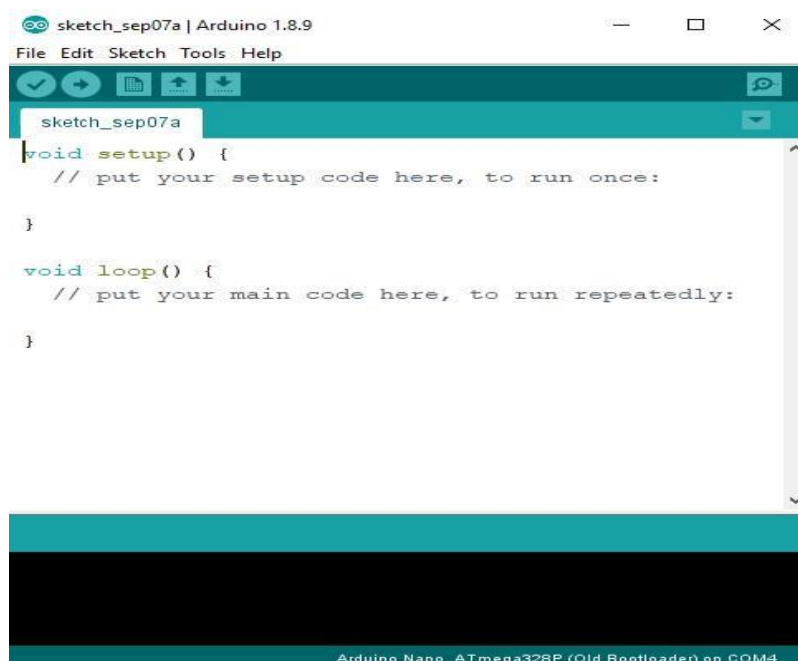 sketch_sep07a | Arduino 1.8.9
File Edit Sketch Tools Help
sketch_sep07a
void setup() {
  // put your setup code here, to run once:
}
void loop() {
  // put your main code here, to run repeatedly:
}
Arduino Nano, ATmega328P (Old Bootloader) on COM4